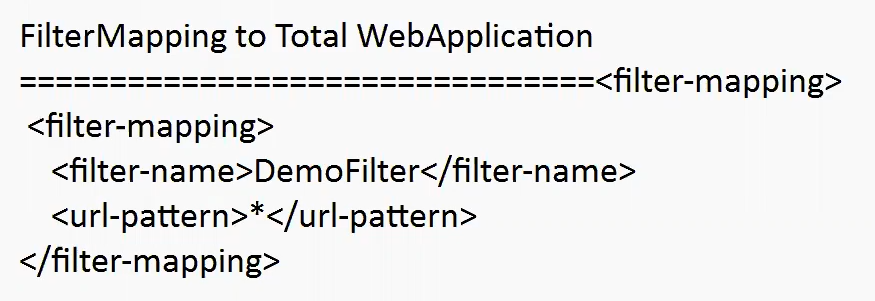 FilterMapping to Total WebApplication
================================<filter-mapping>
<filter-mapping>
<filter-name>DemoFilter</filter-name>
<url-pattern>*</url-pattern>
</filter-mapping>